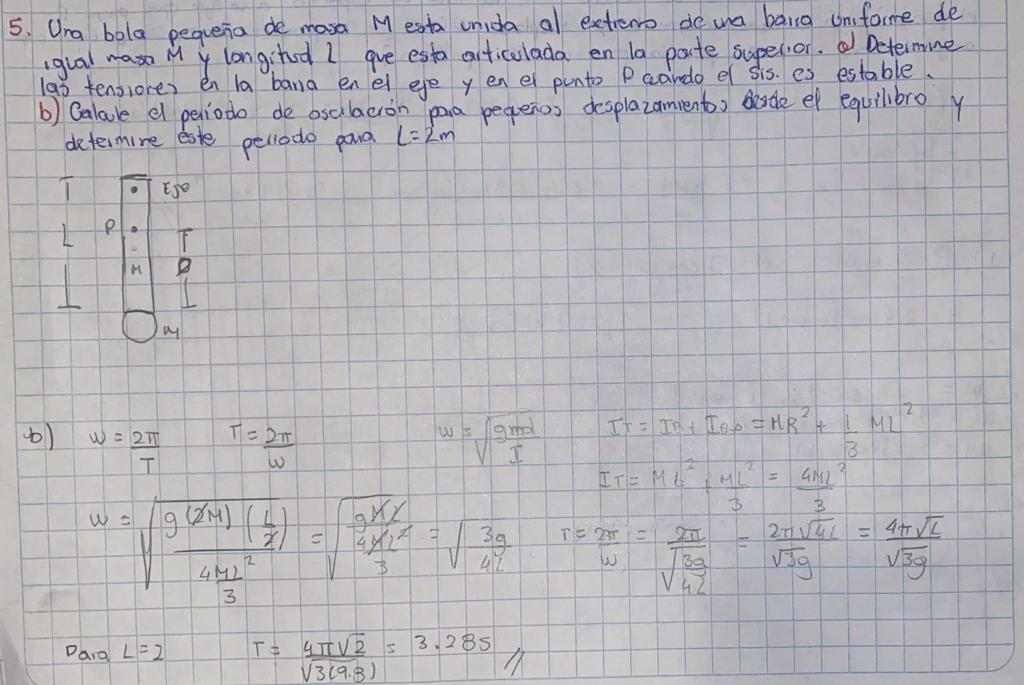 5. Una bola pequeña de masa M esta unida al extremo de una barra uniforme de
igual masa M y longitud L que esta articulada en la parte superior. a) Determine
las tensiones en la barra en el eje y en el punto P cuando el sis. es estable.
b) Calcule el período de oscilación para pequeños desplazamientos desde el equilibro y
determine este periodo para L=2m
Eje
P
L
M
M
b) w = 2π/T T = 2π/w w = √(gmd/I) IT = + = MR² + 1/3 ML²
IT = ML² + ML²/3 = 4ML²/3
w = √(g(2M)(L/2) / (4ML²/3)) = √(gML / (4ML²/3)) = √(3g/4L) T = 2π/w = 2π/√(3g/4L) = 2π√4L/√3g = 4π√L/√3g
Para L=2 T = 4π√2/√3(9.8) = 3.28s //